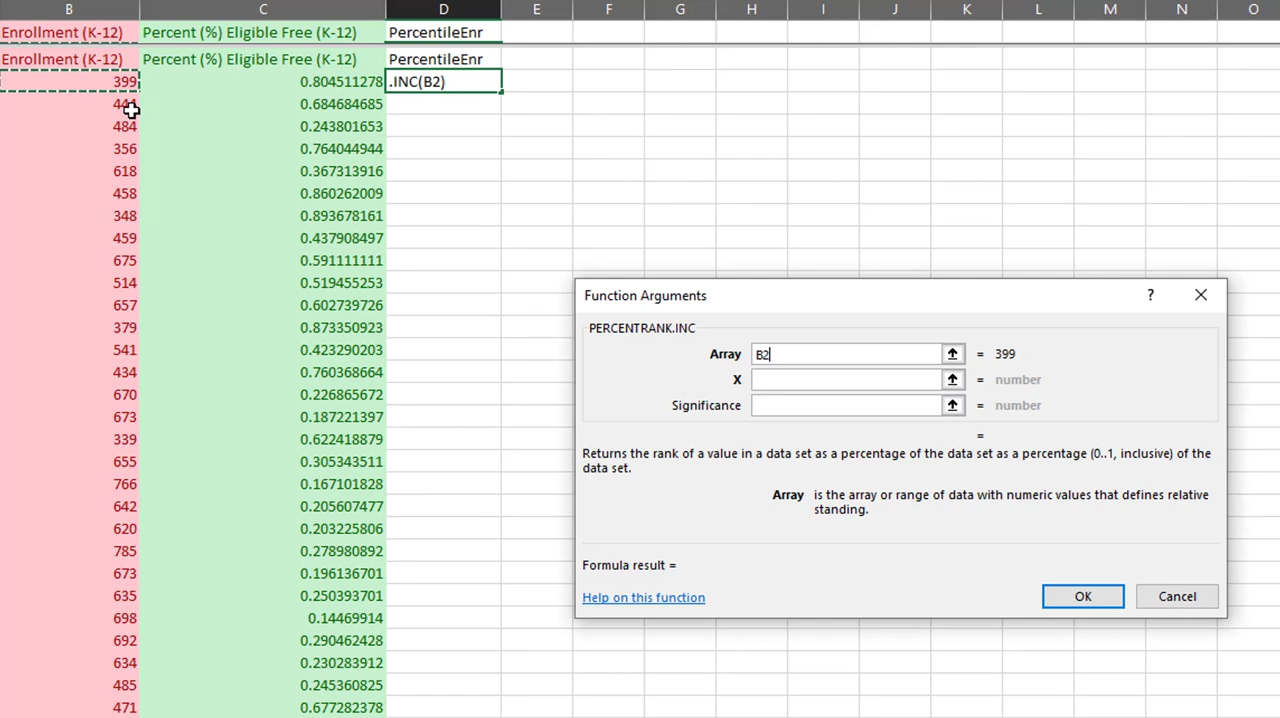 B C D E F G H I J K L M N O
Enrollment (K-12) Percent (%) Eligible Free (K-12) PercentileEnr
Enrollment (K-12) Percent (%) Eligible Free (K-12) PercentileEnr
399 0.804511278 .INC(B2)
0.684684685
484 0.243801653
356 0.764044944
618 0.367313916
458 0.860262009
348 0.893678161
459 0.437908497
675 0.591111111
514 0.519455253
657 0.602739726
379 0.873350923
541 0.423290203
434 0.760368664
670 0.226865672
673 0.187221397
339 0.622418879
655 0.305343511
766 0.167101828
642 0.205607477
620 0.203225806
785 0.278980892
673 0.196136701
635 0.250393701
698 0.14469914
692 0.290462428
634 0.230283912
485 0.245360825
471 0.677282378
Function Arguments ?
PERCENTRANK.INC
Array B2 = 399
X = number
Significance = number
=
Returns the rank of a value in a data set as a percentage of the data set as a percentage (0..1, inclusive) of the
data set.
Array is the array or range of data with numeric values that defines relative
standing.
Formula result =
Help on this function OK Cancel